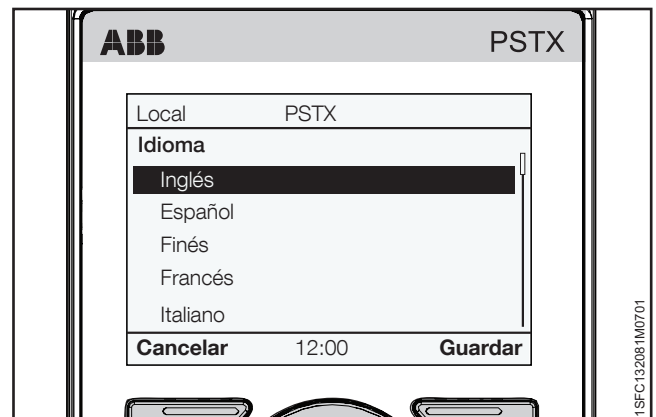 ABB PSTX
Local PSTX
Idioma
Inglés
Español
Finés
Francés
Italiano
Cancelar 12:00 Guardar
1SFC132081M0701